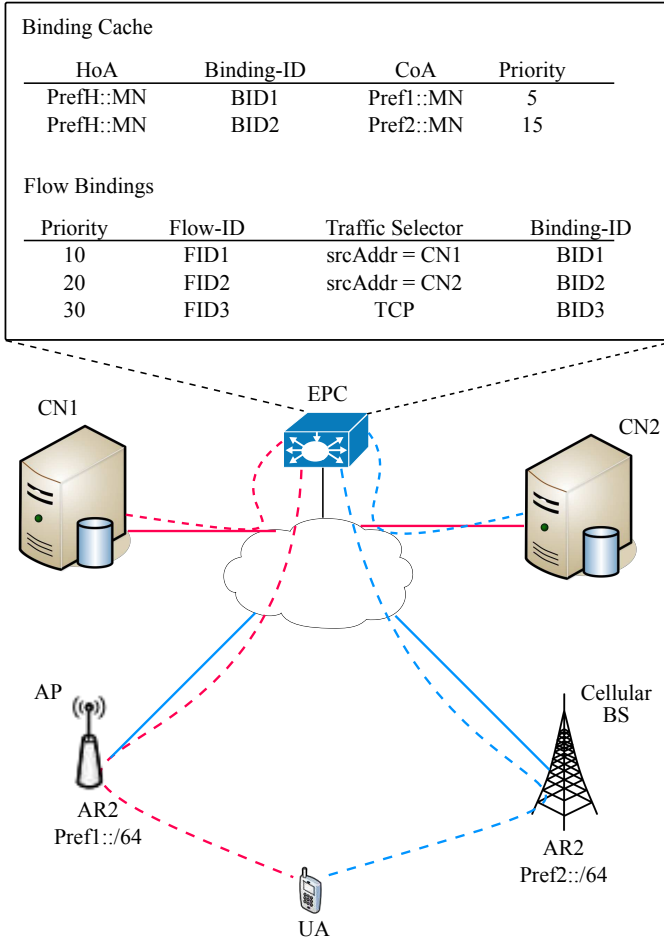 Binding Cache
HoA Binding-ID CoA Priority
PrefH::MN BID1 Pref1::MN 5
PrefH::MN BID2 Pref2::MN 15
Flow Bindings
Priority Flow-ID Traffic Selector Binding-ID
10 FID1 srcAddr = CN1 BID1
20 FID2 srcAddr = CN2 BID2
30 FID3 TCP BID3
EPC
CN1
CN2
AP
Cellular
BS
AR2
Pref1::/64
AR2
Pref2::/64
UA